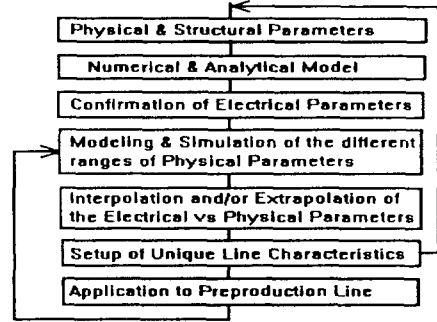 Physical & Structural Parameters
Numerical & Analytical Model
Confirmation of Electrical Parameters
Modeling & Simulation of the different
ranges of Physical Parameters
Interpolation and/or Extrapolation of
the Electrical vs Physical Parameters
Setup of Unique Line Characteristics
Application to Preproduction Line